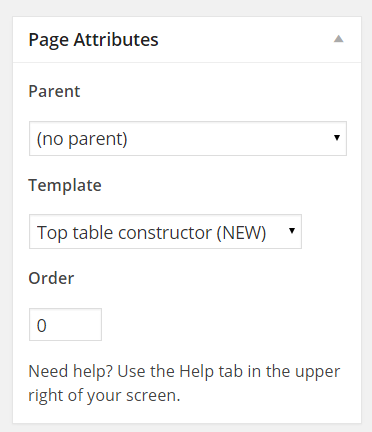 Page Attributes
Parent
(no parent)
Template
Top table constructor (NEW)
Order
0
Need help? Use the Help tab in the upper
right of your screen.